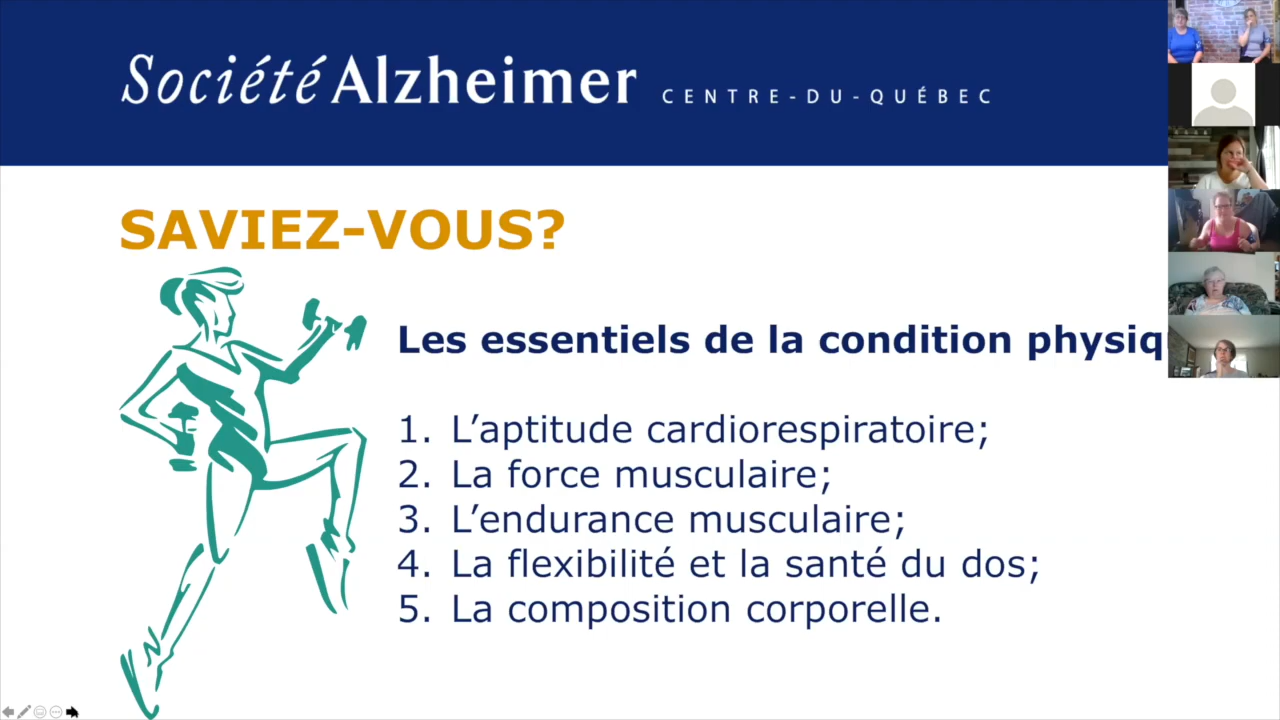 Société Alzheimer CENTRE-DU-QUÉBEC
SAVIEZ-VOUS?
Les essentiels de la condition physiq
1. L’aptitude cardiorespiratoire;
2. La force musculaire;
3. L’endurance musculaire;
4. La flexibilité et la santé du dos;
5. La composition corporelle.